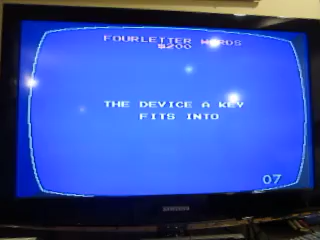 FOURLETTER WORDS
$200
THE DEVICE A KEY
FITS INTO
07
SAMSUNG